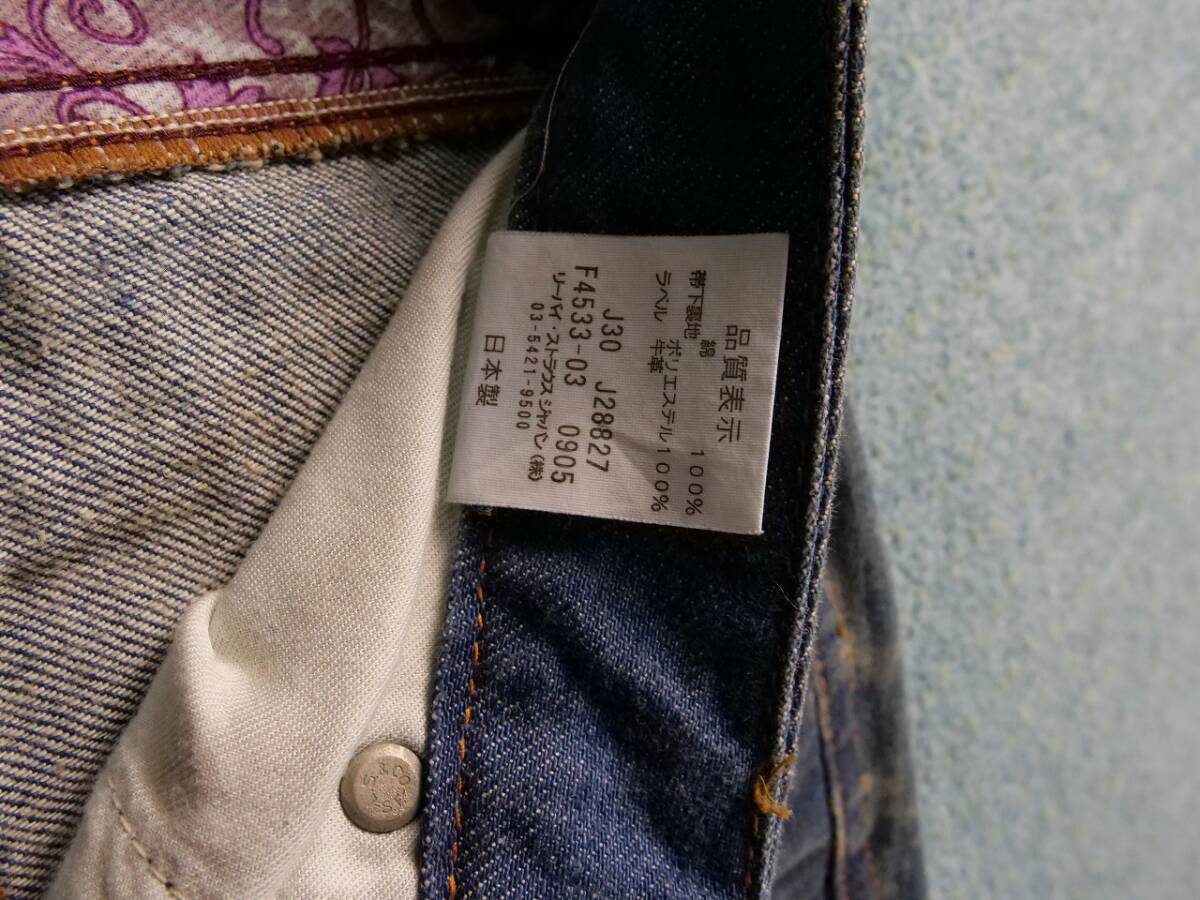 品質表示
綿 100%
帯下裏地 ポリエステル100%
ラベル 牛革
J30 J28827
F4533-03 0905
リーバイ・ストラウス ジャパン(株)
03-5421-9500
日本製